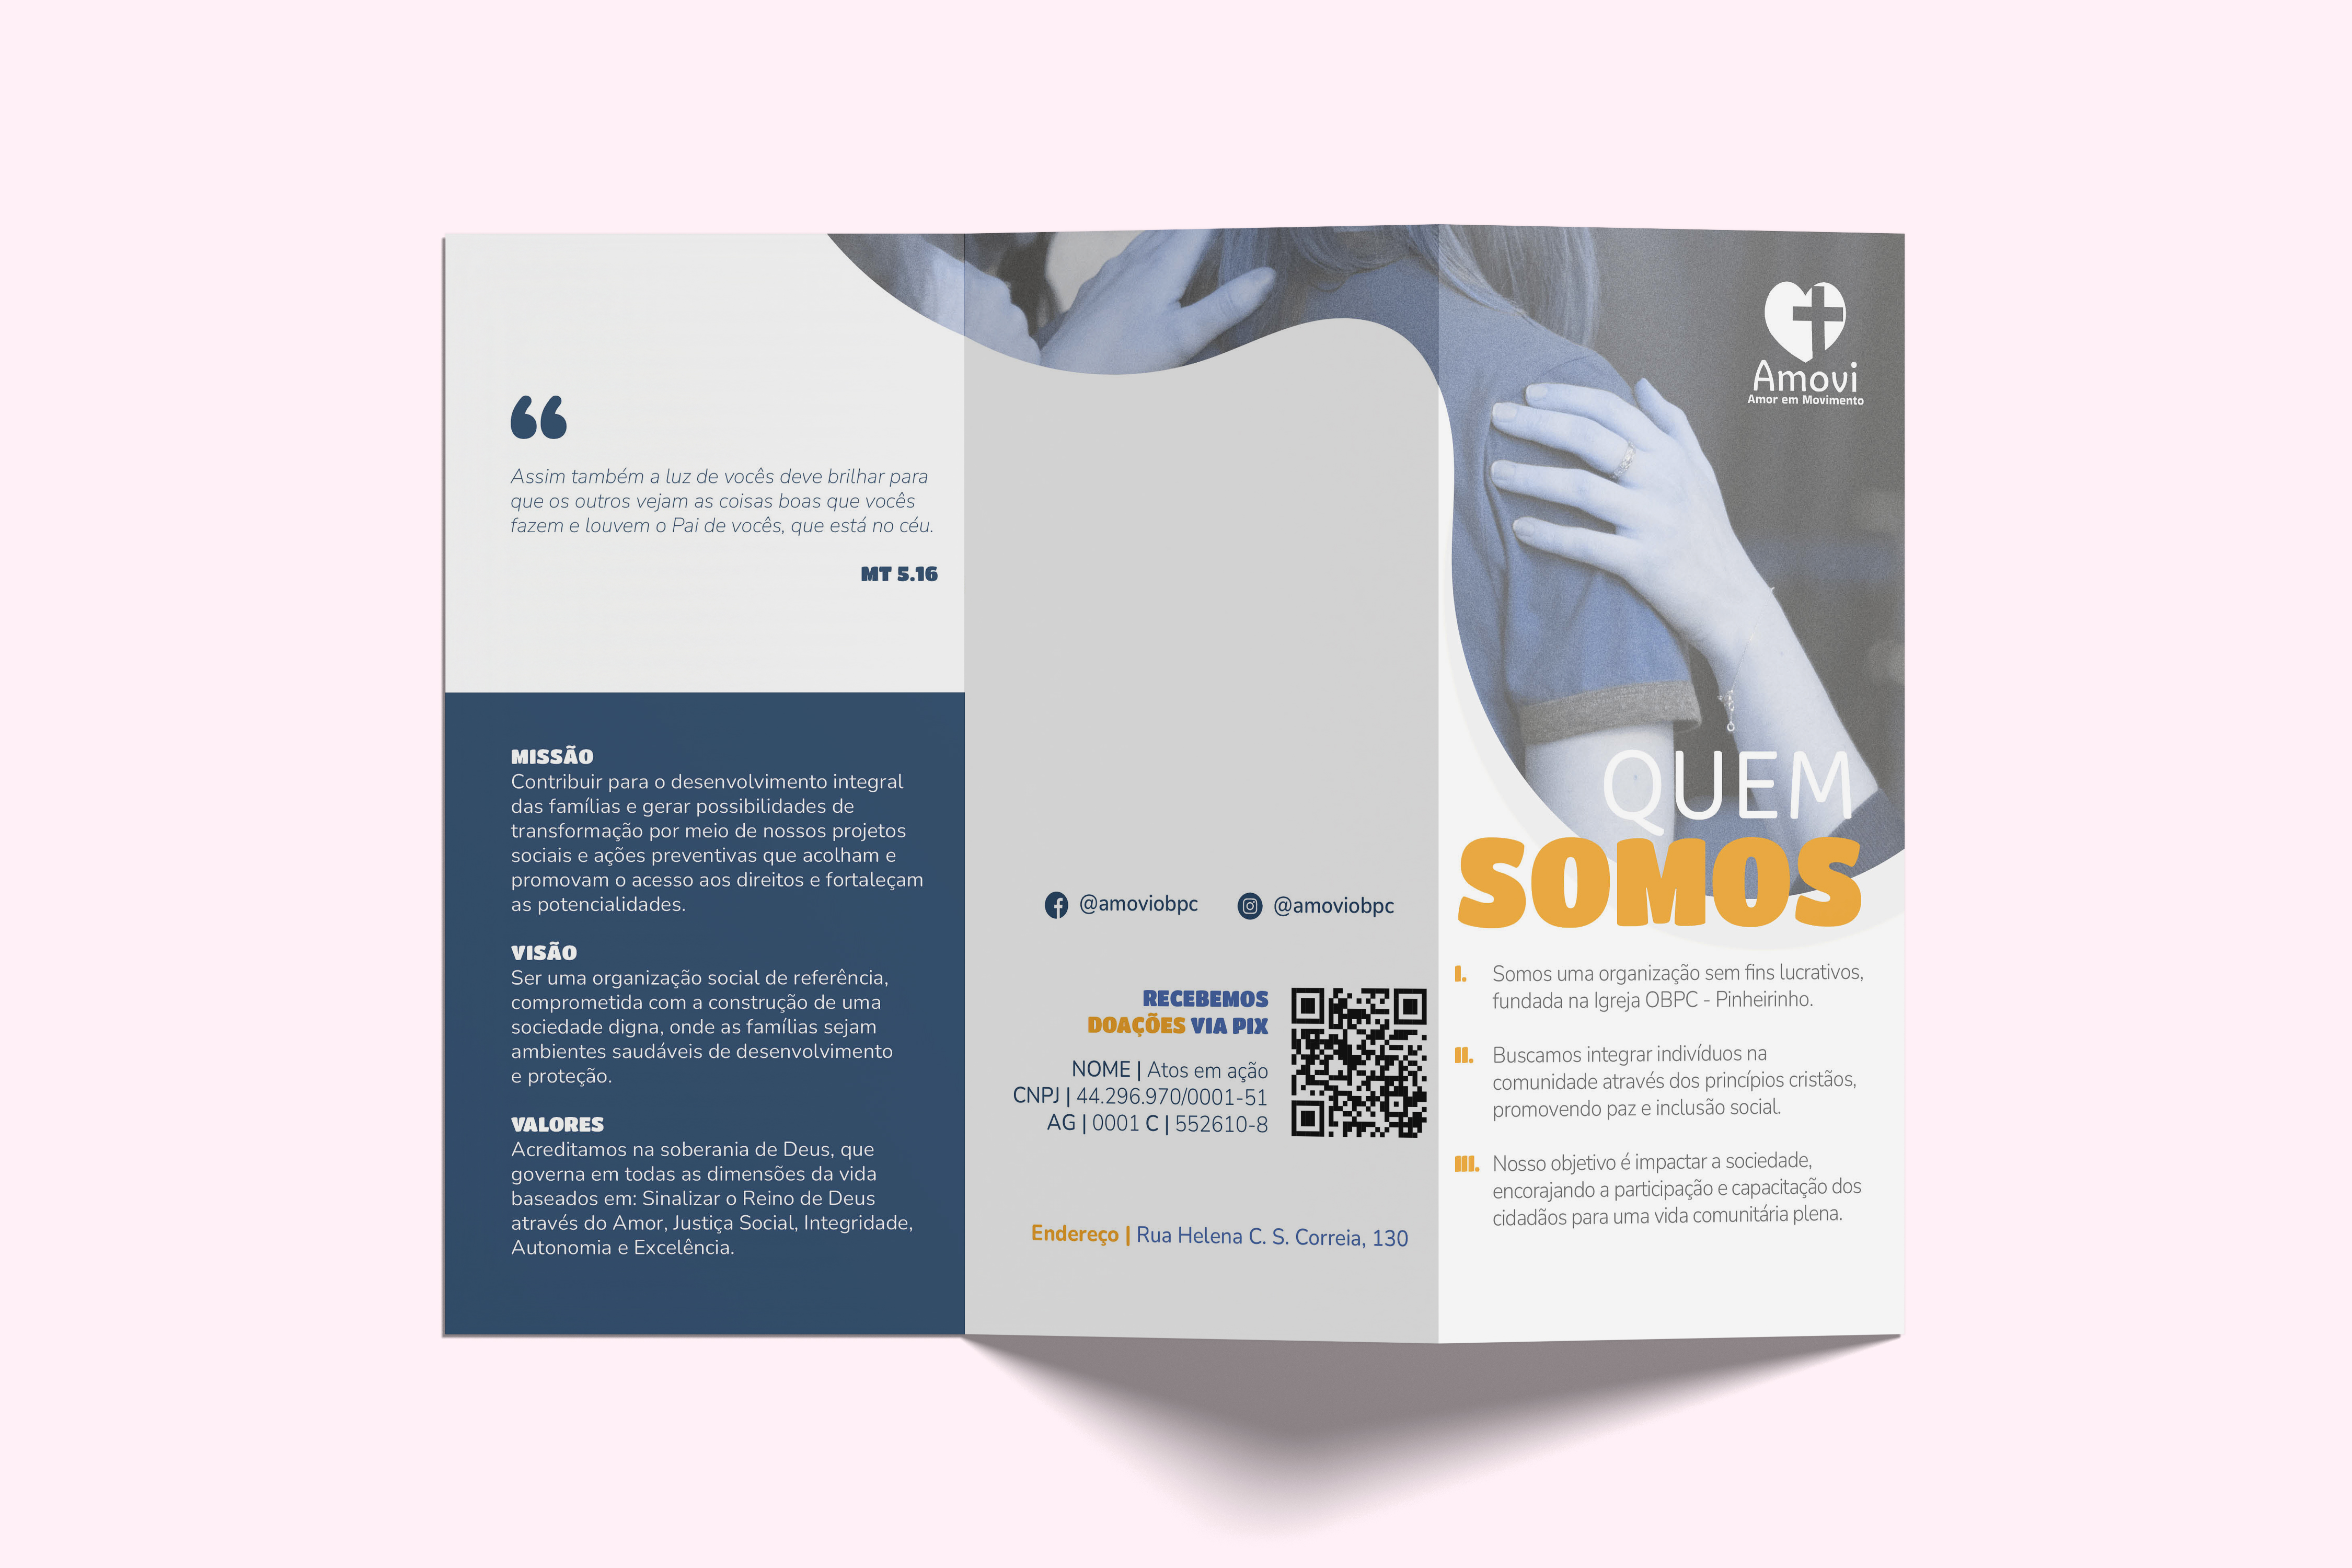 Assim também a luz de vocês deve brilhar para
que os outros vejam as coisas boas que vocês
fazem e louvem o Pai de vocês, que está no céu.
MT 5.16
MISSÃO
Contribuir para o desenvolvimento integral
das famílias e gerar possibilidades de
transformação por meio de nossos projetos
sociais e ações preventivas que acolham e
promovam o acesso aos direitos e fortaleçam
as potencialidades.
VISÃO
Ser uma organização social de referência,
comprometida com a construção de uma
sociedade digna, onde as famílias sejam
ambientes saudáveis de desenvolvimento
e proteção.
VALORES
Acreditamos na soberania de Deus, que
governa em todas as dimensões da vida
baseados em: Sinalizar o Reino de Deus
através do Amor, Justiça Social, Integridade,
Autonomia e Excelência.
@amoviobpc @amoviobpc
RECEBEMOS
DOAÇÕES VIA PIX
NOME | Atos em ação
CNPJ | 44.296.970/0001-51
AG | 0001 C | 552610-8
Endereço | Rua Helena C. S. Correia, 130
Amovi
Amor em Movimento
QUEM
SOMOS
I. Somos uma organização sem fins lucrativos,
fundada na Igreja OBPC - Pinheirinho.
II. Buscamos integrar indivíduos na
comunidade através dos princípios cristãos,
promovendo paz e inclusão social.
III. Nosso objetivo é impactar a sociedade,
encorajando a participação e capacitação dos
cidadãos para uma vida comunitária plena.